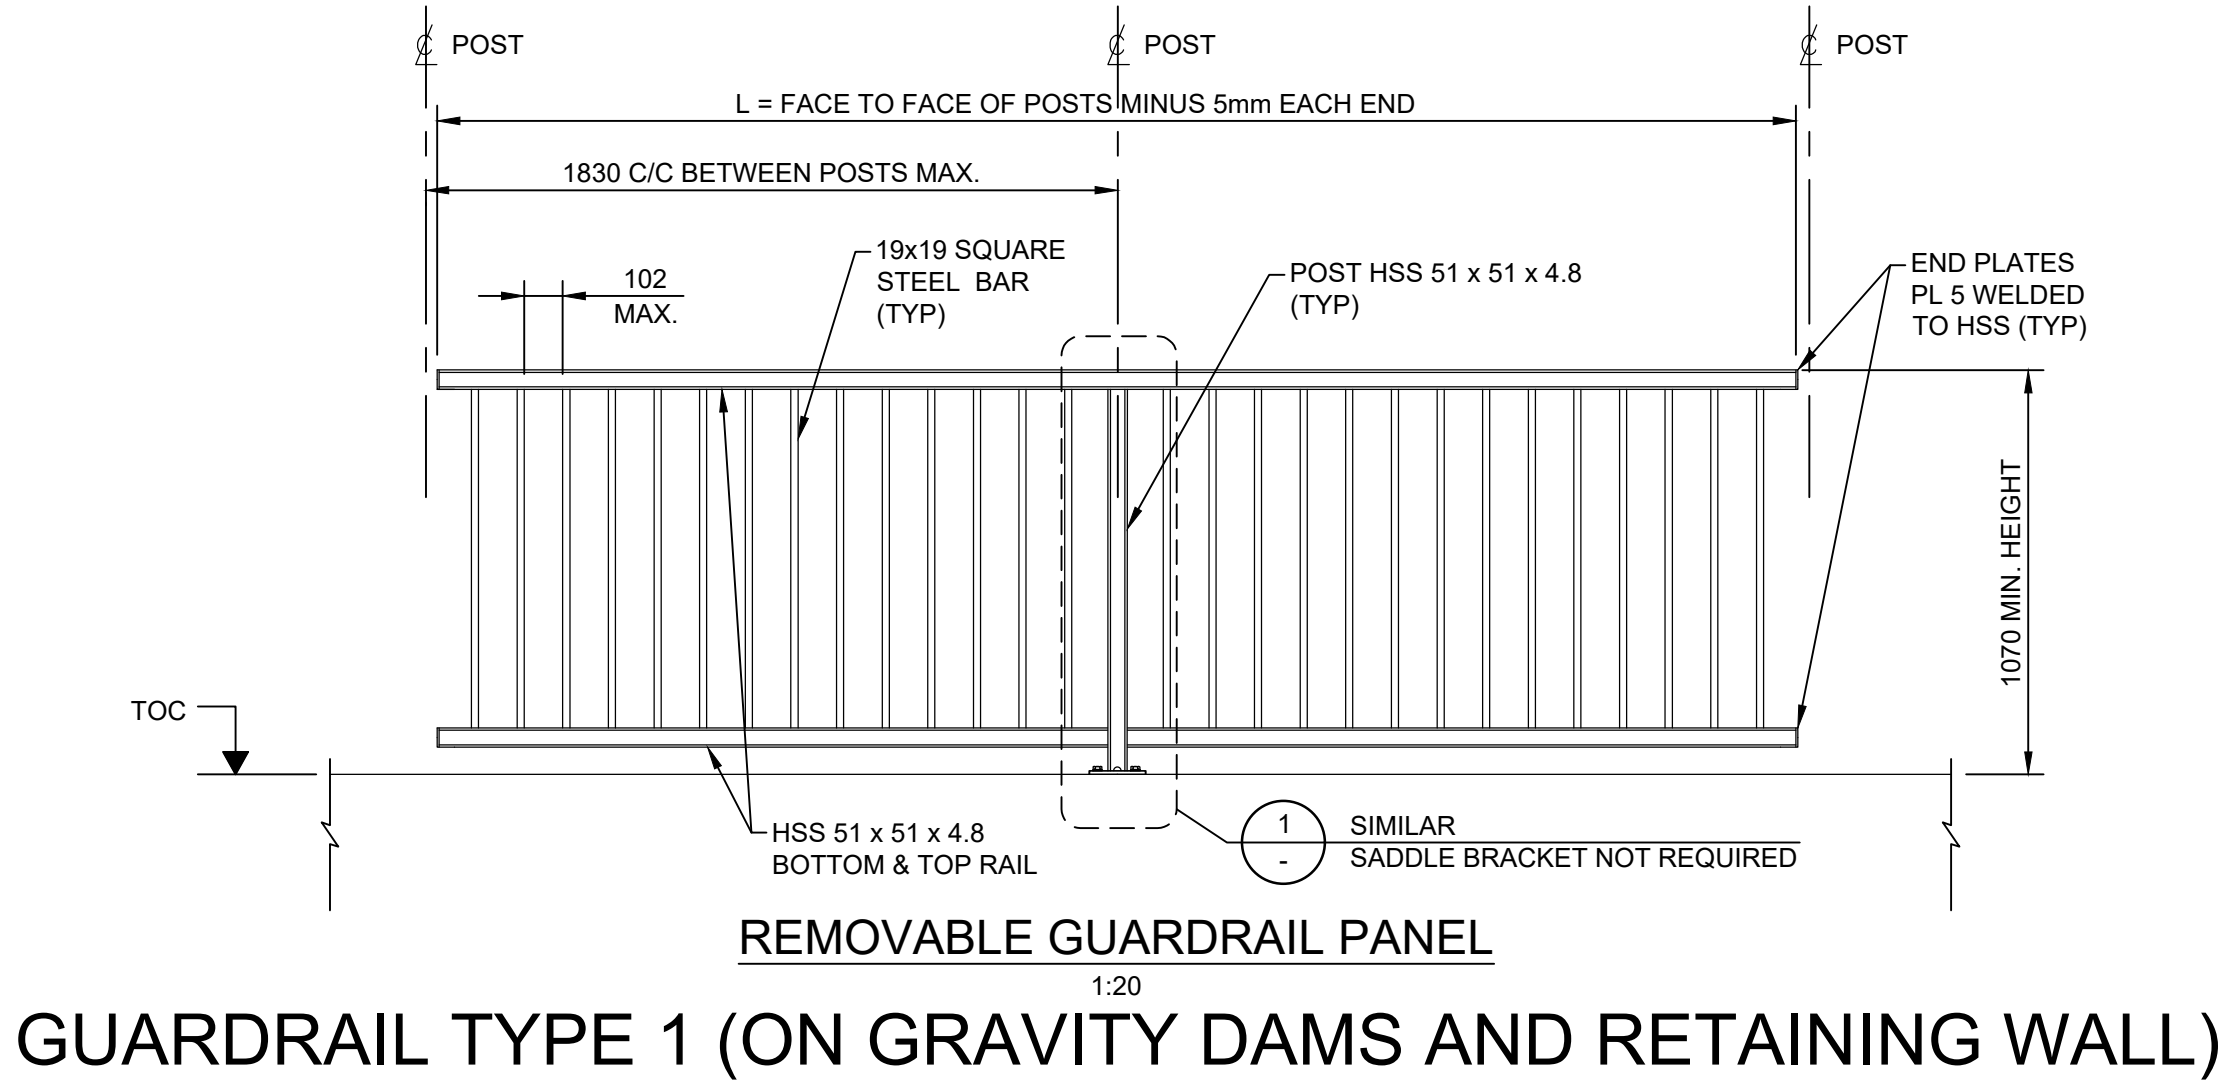 ℄ POST
℄ POST
℄ POST
L = FACE TO FACE OF POSTS MINUS 5mm EACH END
1830 C/C BETWEEN POSTS MAX.
102
MAX.
19x19 SQUARE
STEEL BAR
(TYP)
POST HSS 51 x 51 x 4.8
(TYP)
END PLATES
PL 5 WELDED
TO HSS (TYP)
1070 MIN. HEIGHT
TOC
HSS 51 x 51 x 4.8
BOTTOM & TOP RAIL
1
-
SIMILAR
SADDLE BRACKET NOT REQUIRED
REMOVABLE GUARDRAIL PANEL
1:20
GUARDRAIL TYPE 1 (ON GRAVITY DAMS AND RETAINING WALL)